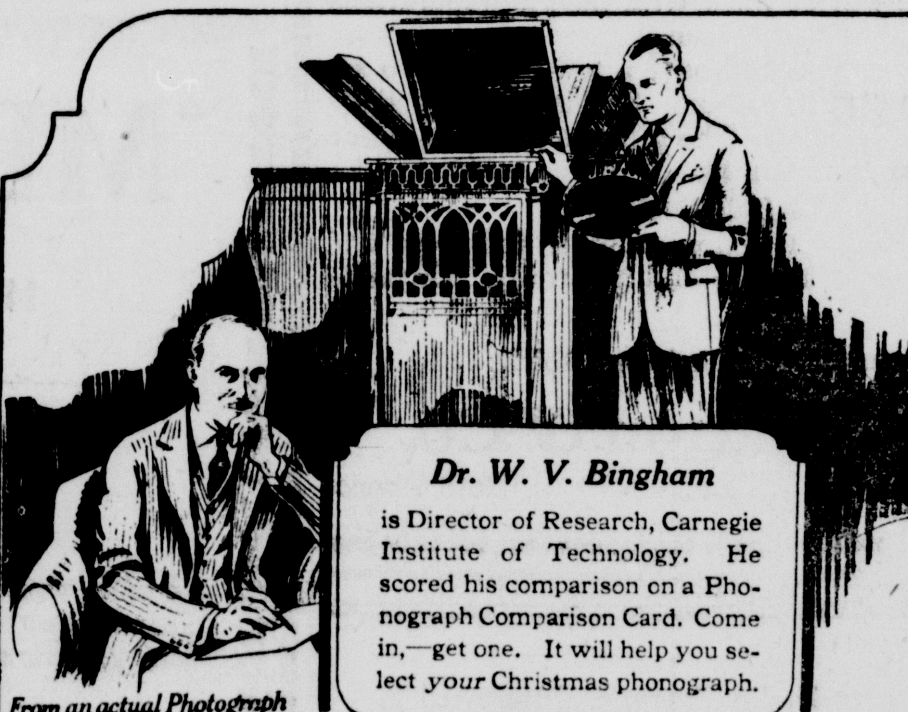 Dr. W. V. Bingham
is Director of Research, Carnegie
Institute of Technology. He
scored his comparison on a Pho-
nograph Comparison Card. Come
in,—get one. It will help you se-
lect your Christmas phonograph.
From an actual Photograph